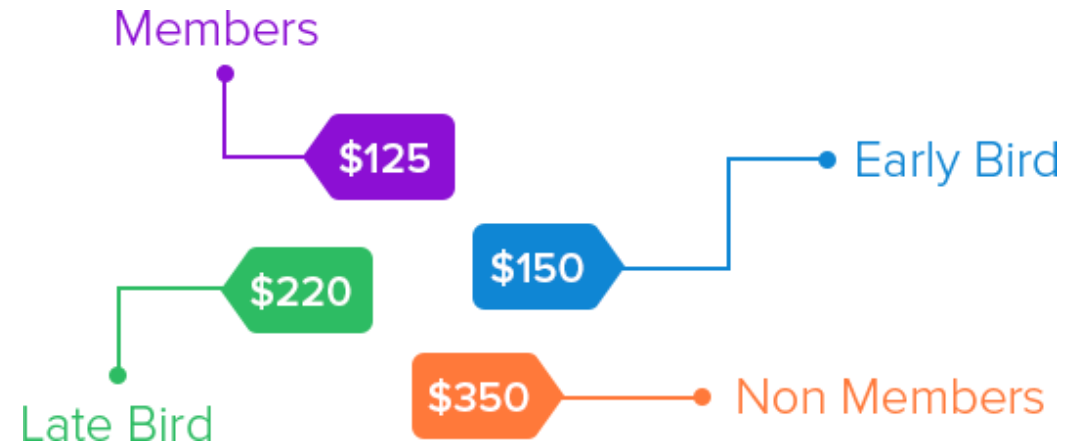 Members
$125
Early Bird
$150
$220
Late Bird
$350
Non Members